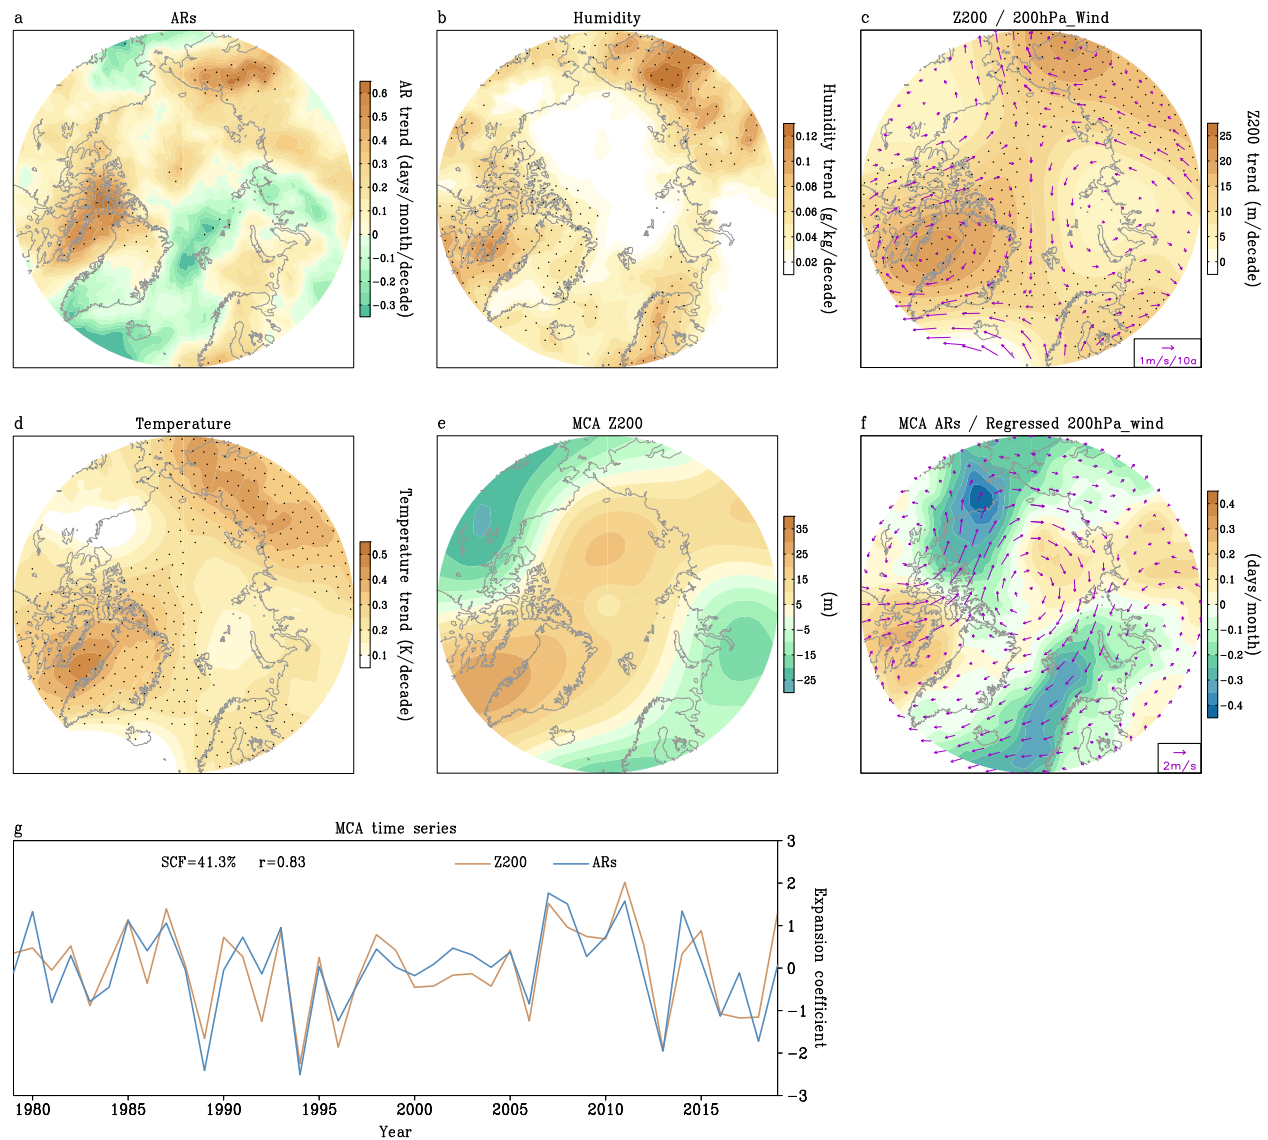 a ARs
0.6
0.5
0.4
0.3
0.2
0.1
0
−0.1
−0.2
−0.3
AR trend (days/month/decade)
b Humidity
0.12
0.1
0.08
0.06
0.04
0.02
Humidity trend (g/kg/decade)
c Z200 / 200hPa_Wind
25
20
15
10
5
0
Z200 trend (m/decade)
1m/s/10a
d Temperature
0.5
0.4
0.3
0.2
0.1
Temperature trend (K/decade)
e MCA Z200
35
25
15
5
−5
−15
−25
(m)
f MCA ARs / Regressed 200hPa_wind
0.4
0.3
0.2
0.1
0
−0.1
−0.2
−0.3
−0.4
(days/month)
2m/s
g MCA time series
SCF=41.3% r=0.83
Z200 ARs
3
2
1
0
−1
−2
−3
Expansion coefficient
1980 1985 1990 1995 2000 2005 2010 2015
Year